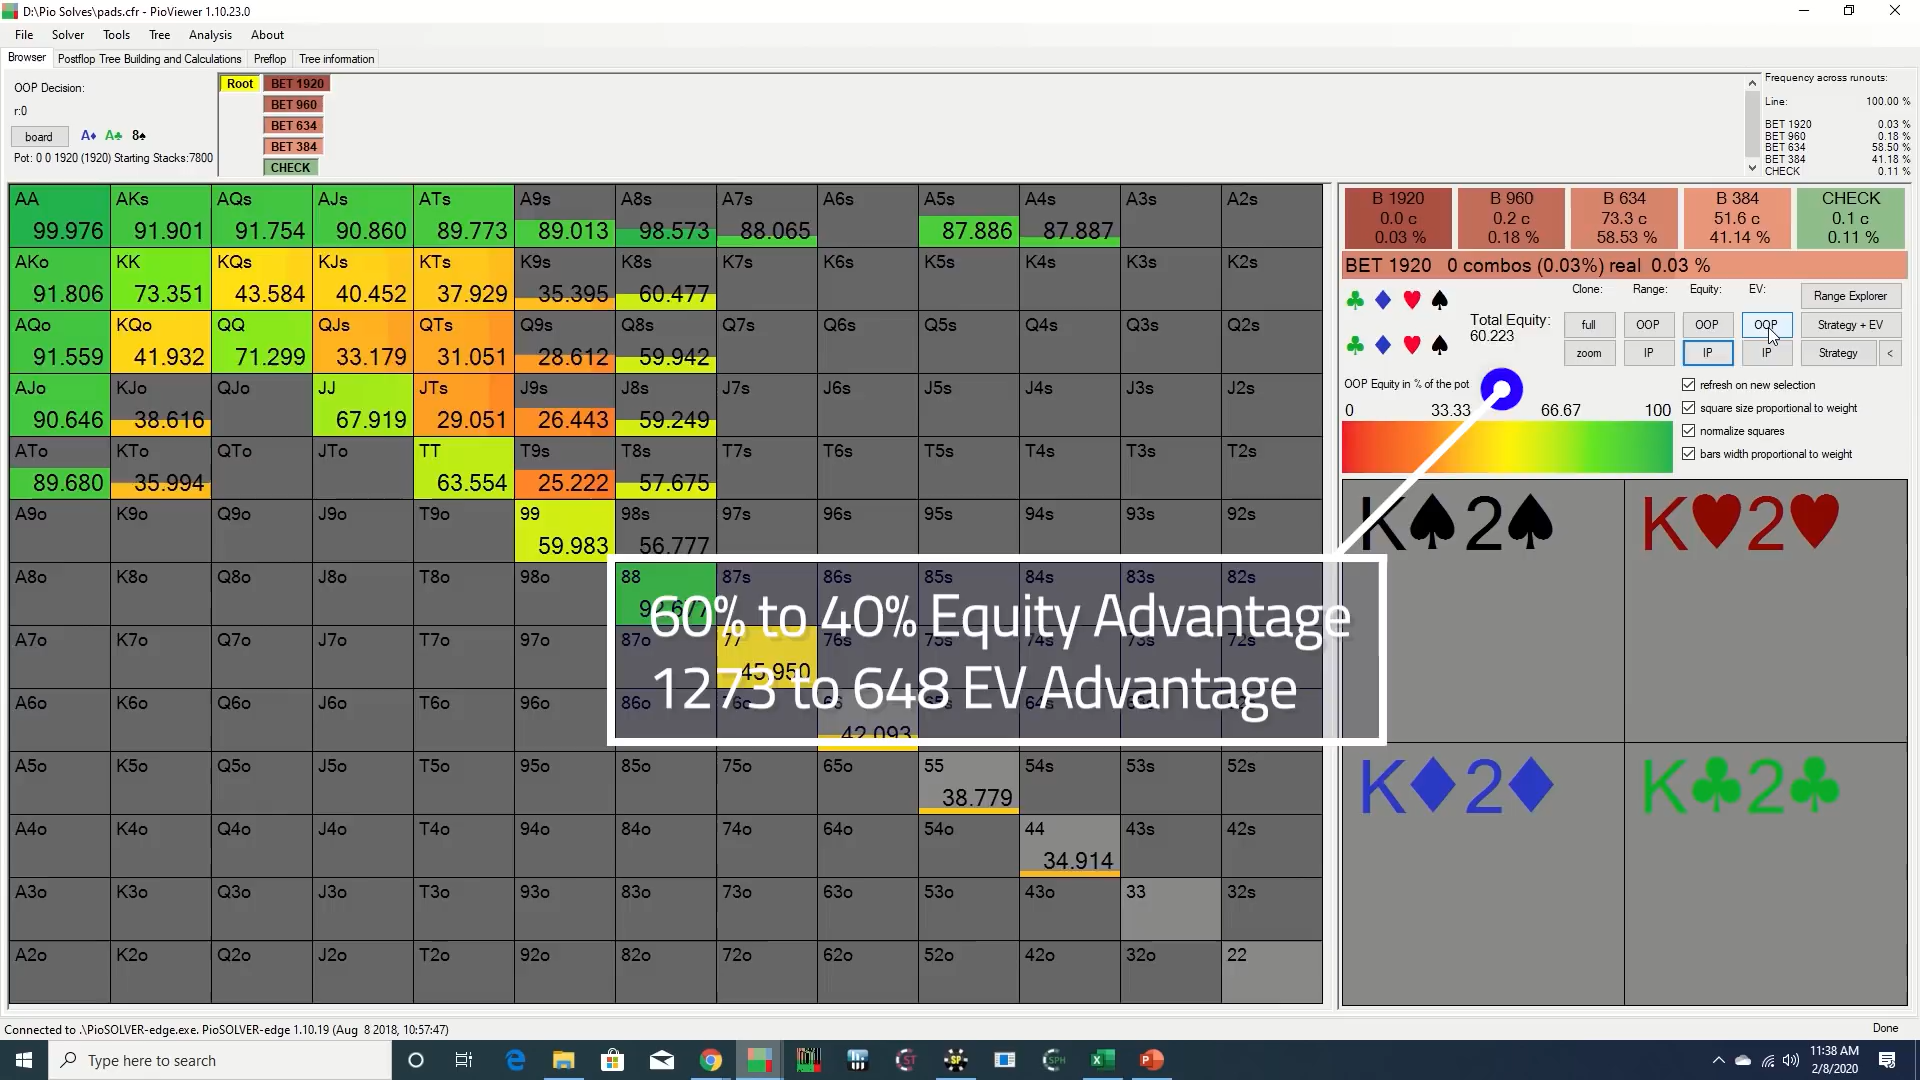 D:\Pio Solves\pads.cfr - PioViewer 1.10.23.0
File Solver Tools Tree Analysis About
Browser Postflop Tree Building and Calculations Preflop Tree information
OOP Decision:
r:0
board A♦ A♣ 8♠
Pot: 0 0 1920 (1920) Starting Stacks:7800
Root BET 1920
BET 960
BET 634
BET 384
CHECK
Frequency across runouts:
Line: 100.00 %
BET 1920 0.03 %
BET 960 0.18 %
BET 634 58.50 %
BET 384 41.18 %
CHECK 0.11 %
AA AKs AQs AJs ATs A9s A8s A7s A6s A5s A4s A3s A2s
99.976 91.901 91.754 90.860 89.773 89.013 98.573 88.065 87.886 87.887
AKo KK KQs KJs KTs K9s K8s K7s K6s K5s K4s K3s K2s
91.806 73.351 43.584 40.452 37.929 35.395 60.477
AQo KQo QQ QJs QTs Q9s Q8s Q7s Q6s Q5s Q4s Q3s Q2s
91.559 41.932 71.299 33.179 31.051 28.612 59.942
AJo KJo QJo JJ JTs J9s J8s J7s J6s J5s J4s J3s J2s
90.646 38.616 67.919 29.051 26.443 59.249
ATo KTo QTo JTo TT T9s T8s T7s T6s T5s T4s T3s T2s
89.680 35.994 63.554 25.222 57.675
A9o K9o Q9o J9o T9o 99 98s 97s 96s 95s 94s 93s 92s
59.983 56.777
A8o K8o Q8o J8o T8o 98o 88 87s 86s 85s 84s 83s 82s
A7o K7o Q7o J7o T7o 97o 87o 77 76s 75s 74s 73s 72s
45.950
A6o K6o Q6o J6o T6o 96o 86o 76o 66 65s 64s
42.093
A5o K5o Q5o J5o T5o 95o 85o 75o 65o 55 54s 53s 52s
38.779
A4o K4o Q4o J4o T4o 94o 84o 74o 64o 54o 44 43s 42s
34.914
A3o K3o Q3o J3o T3o 93o 83o 73o 63o 53o 43o 33 32s
A2o K2o Q2o J2o T2o 92o 82o 72o 62o 52o 42o 32o 22
60% to 40% Equity Advantage
1273 to 648 EV Advantage
B 1920 B 960 B 634 B 384 CHECK
0.0 c 0.2 c 73.3 c 51.6 c 0.1 c
0.03 % 0.18 % 58.53 % 41.14 % 0.11 %
BET 1920 0 combos (0.03%) real 0.03 %
Clone: Range: Equity: EV: Range Explorer
♣ ♦ ♥ ♠
♣ ♦ ♥ ♠
Total Equity:
60.223
full OOP OOP OOP Strategy + EV
zoom IP IP IP Strategy <
OOP Equity in % of the pot
0 33.33 66.67 100
refresh on new selection
square size proportional to weight
nomalize squares
bars width proportional to weight
K♠2♠ K♥2♥
K♦2♦ K♣2♣
Connected to .\PioSOLVER-edge.exe. PioSOLVER-edge 1.10.19 (Aug 8 2018, 10:57:47)
Done
Type here to search
11:38 AM
2/8/2020